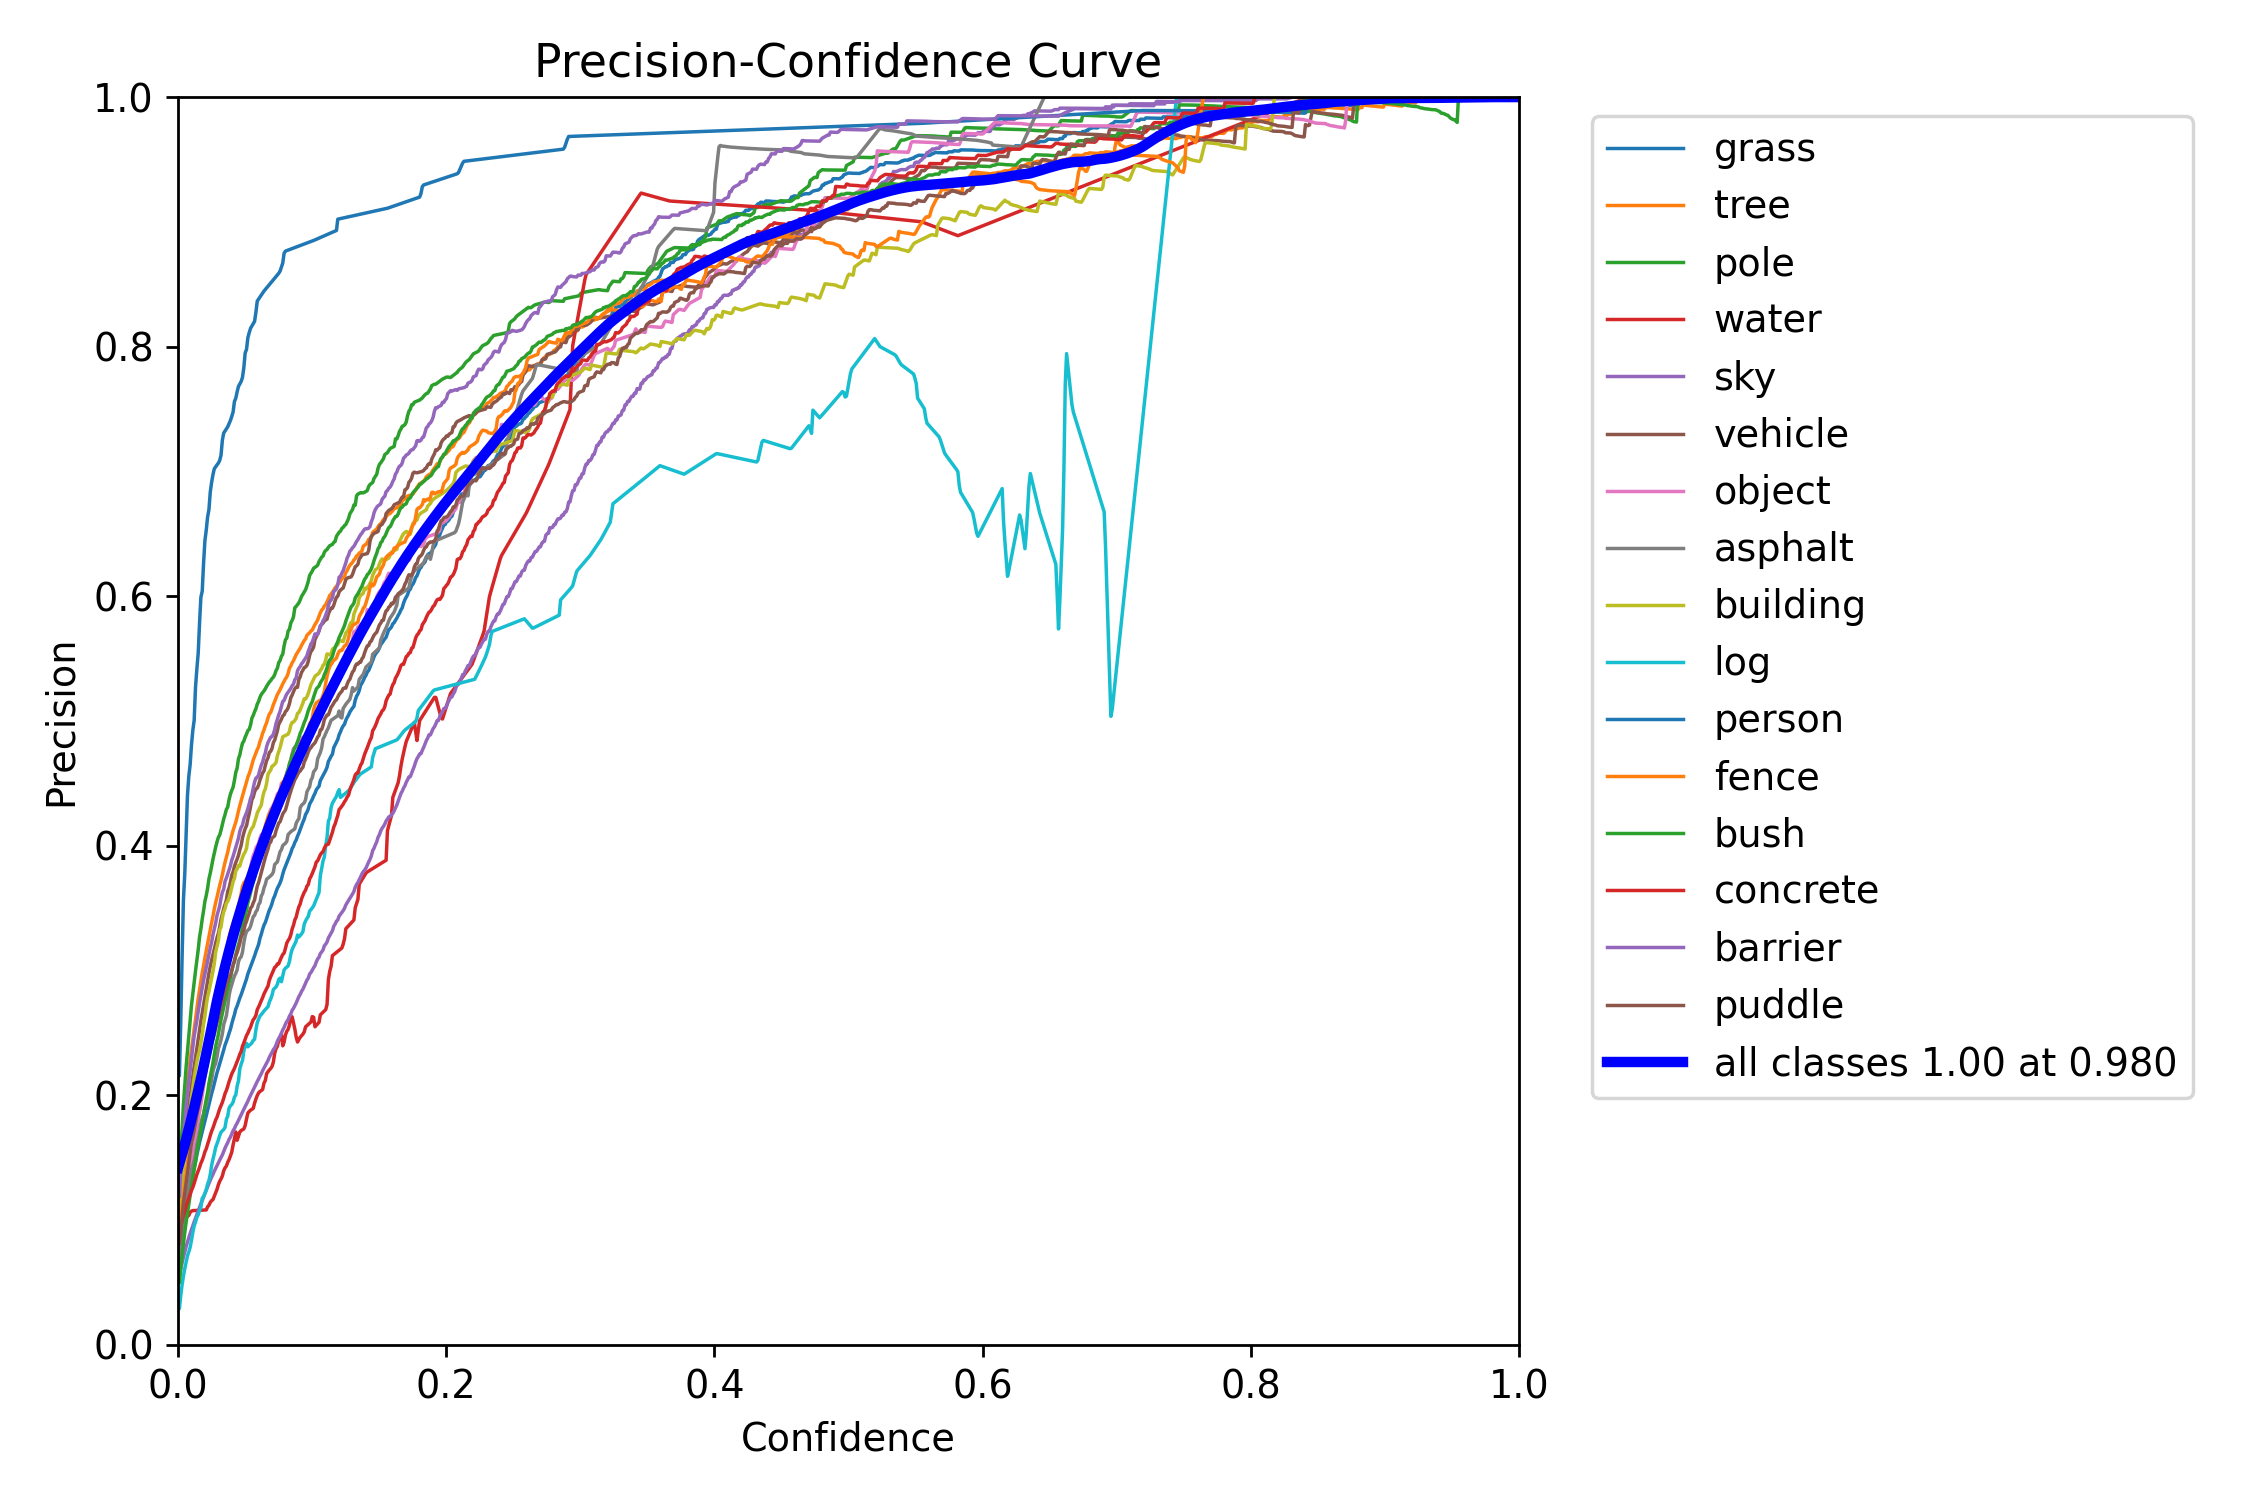 Precision-Confidence Curve
1.0
0.8
0.6
0.4
0.2
0.0
Precision
0.0 0.2 0.4 0.6 0.8 1.0
Confidence
grass
tree
pole
water
sky
vehicle
object
asphalt
building
log
person
fence
bush
concrete
barrier
puddle
all classes 1.00 at 0.980